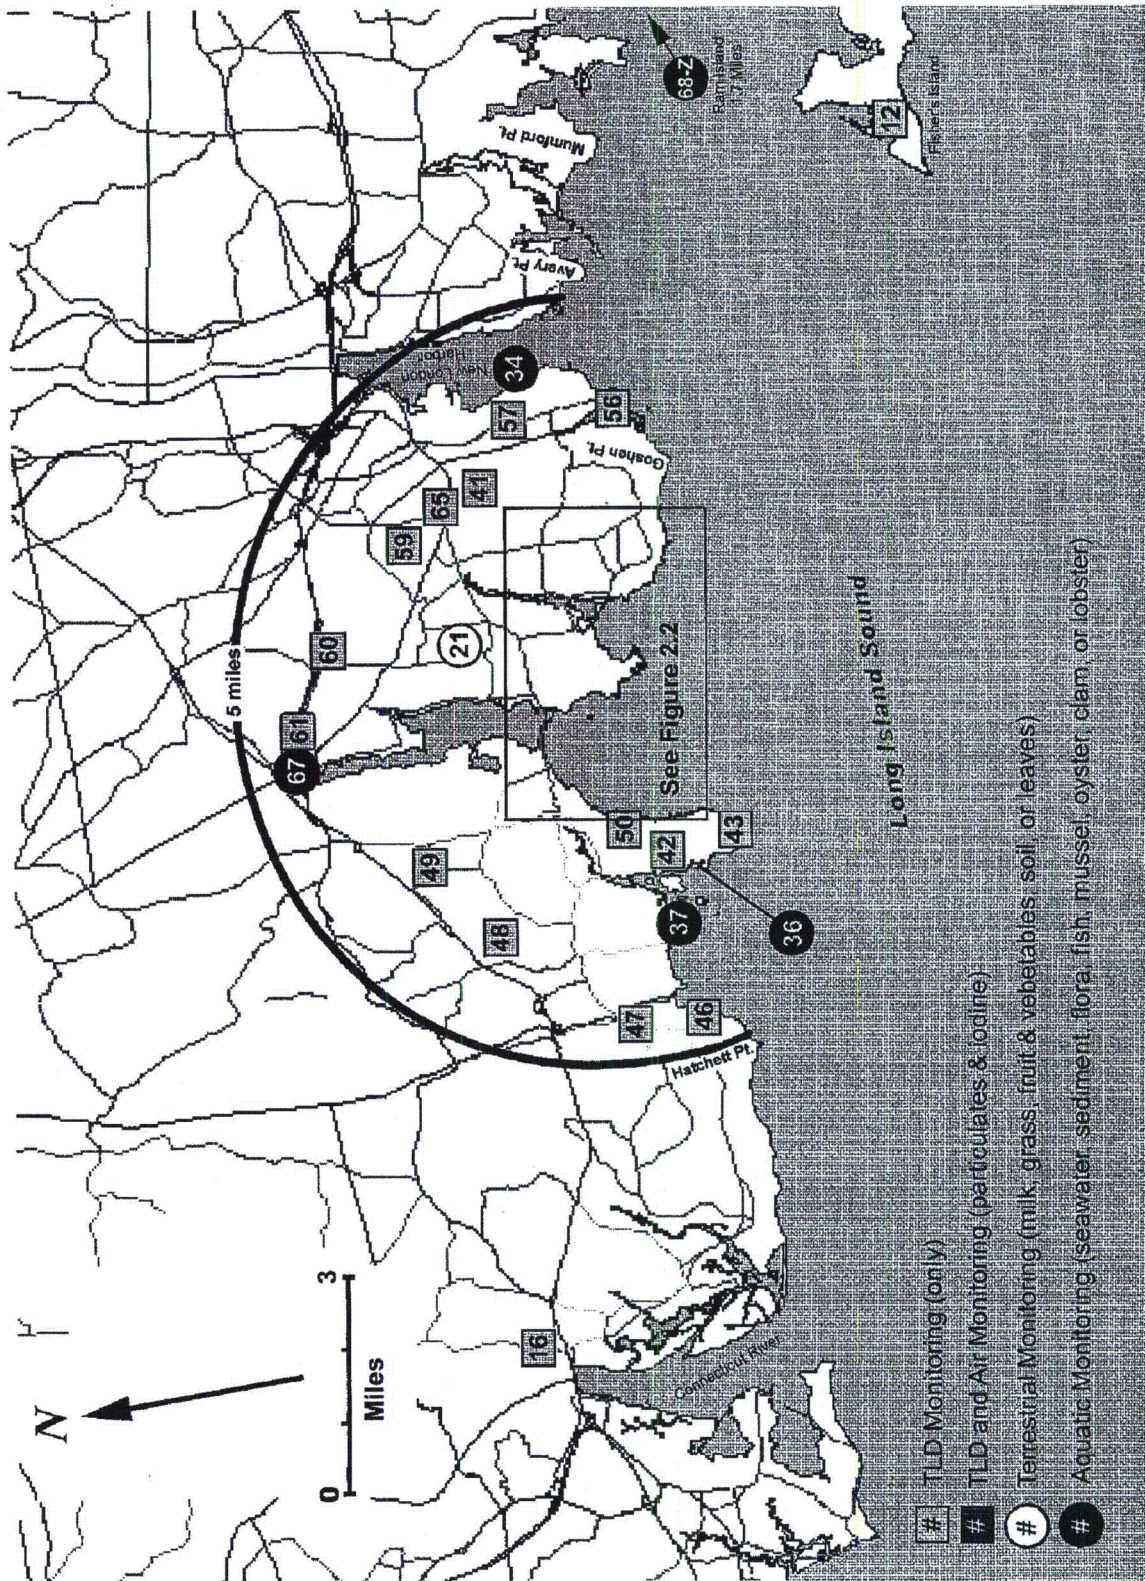 N
0
3
Miles
5 miles
16
67
61
60
49
48
47
46
Hatchett Pt.
37
36
42
50
43
21
59
65
41
57
56
34
New London
Harbor
Goshen Pt.
Avery Pt.
Mumford Pt.
68-Z
Ram Island
1.7 Miles
12
Fisher's Island
See Figure 2.2
Long Island Sound
Connecticut River
# TLD Monitoring (only)
# TLD and Air Monitoring (particulates & iodine)
# Terrestrial Monitoring (milk, grass, fruit & vebetables, soil, or leaves)
# Aquatic Monitoring (seawater, sediment, flora, fish, mussel, oyster, clam, or lobster)